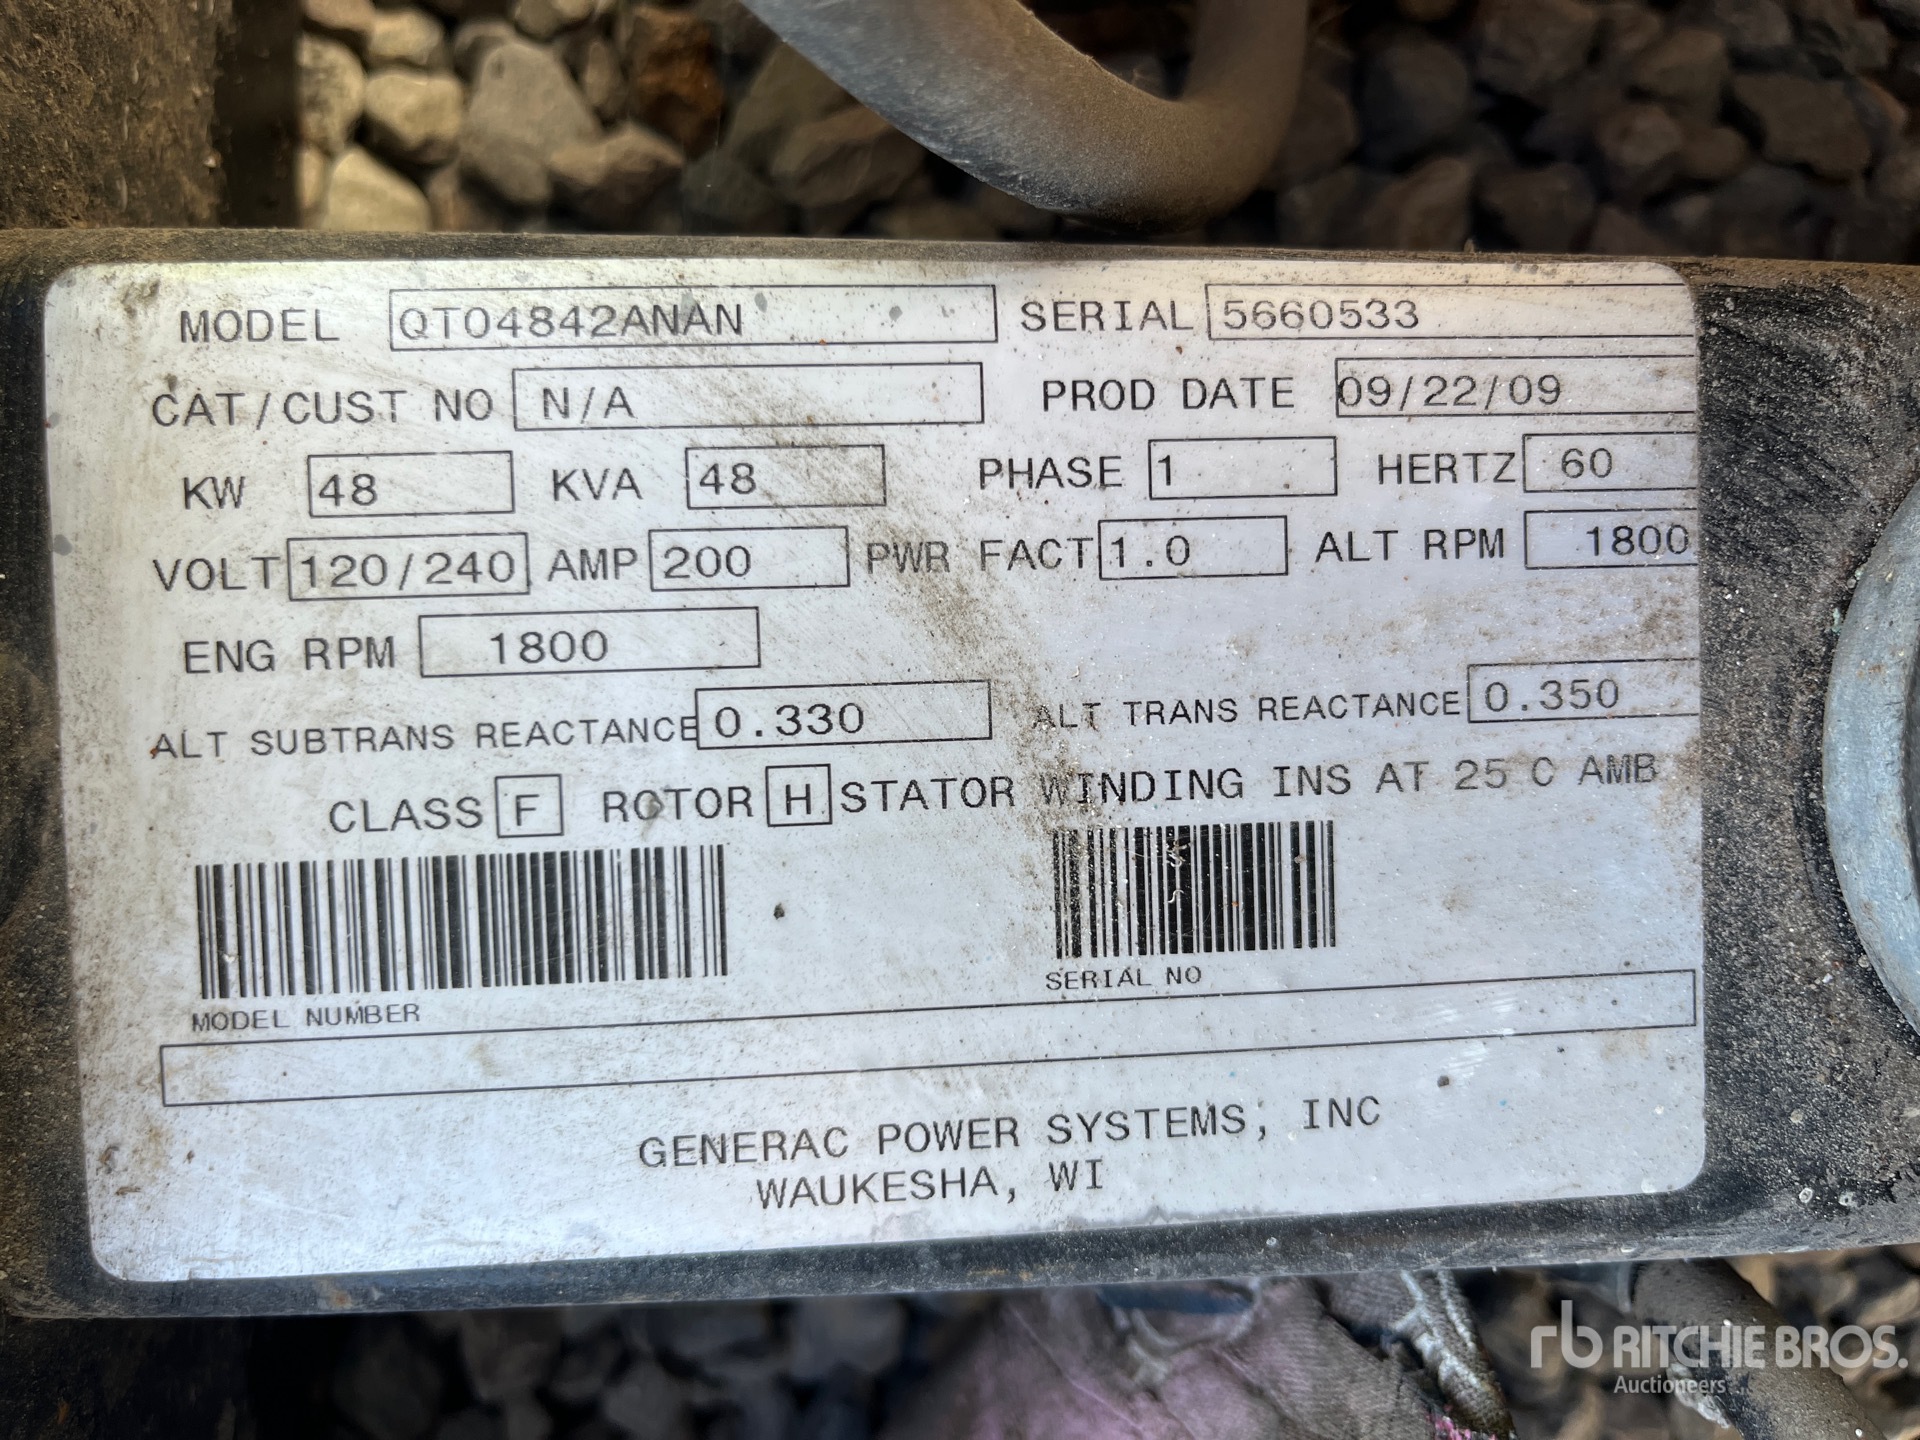 MODEL QT04842ANAN SERIAL 5660533
CAT/CUST NO N/A PROD DATE 09/22/09
KW 48 KVA 48 PHASE 1 HERTZ 60
VOLT 120/240 AMP 200 PWR FACT 1.0 ALT RPM 1800
ENG RPM 1800
ALT SUBTRANS REACTANCE 0.330 ALT TRANS REACTANCE 0.350
CLASS F ROTOR H STATOR WINDING INS AT 25 C AMB
MODEL NUMBER SERIAL NO
GENERAC POWER SYSTEMS, INC
WAUKESHA, WI
rb RITCHIE BROS.
Auctioneers